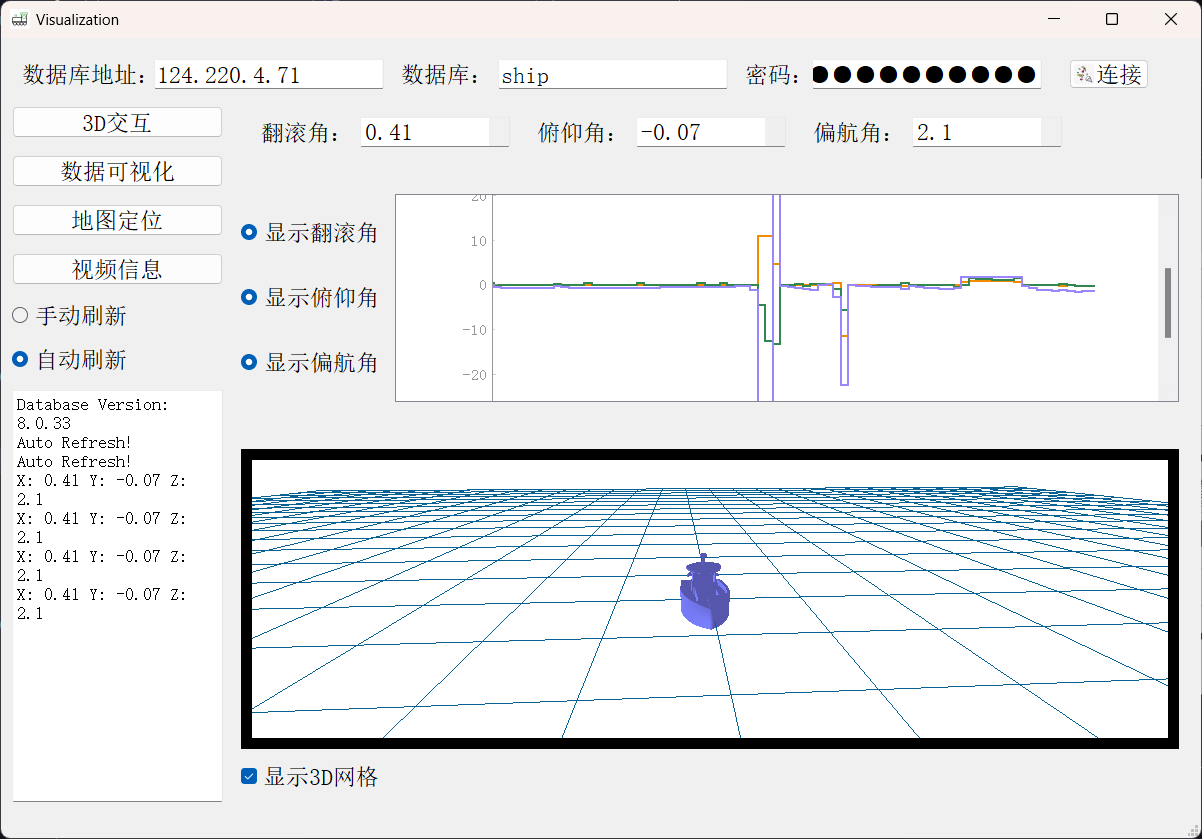 Visualization
数据库地址: 124.220.4.71 数据库: ship 密码: ●●●●●●●●●● 连接
3D交互
翻滚角: 0.41 俯仰角: -0.07 偏航角: 2.1
数据可视化
地图定位
视频信息
手动刷新
自动刷新
显示翻滚角
显示俯仰角
显示偏航角
20
10
0
-10
-20
Database Version:
8.0.33
Auto Refresh!
Auto Refresh!
X: 0.41 Y: -0.07 Z:
2.1
X: 0.41 Y: -0.07 Z:
2.1
X: 0.41 Y: -0.07 Z:
2.1
X: 0.41 Y: -0.07 Z:
2.1
显示3D网格